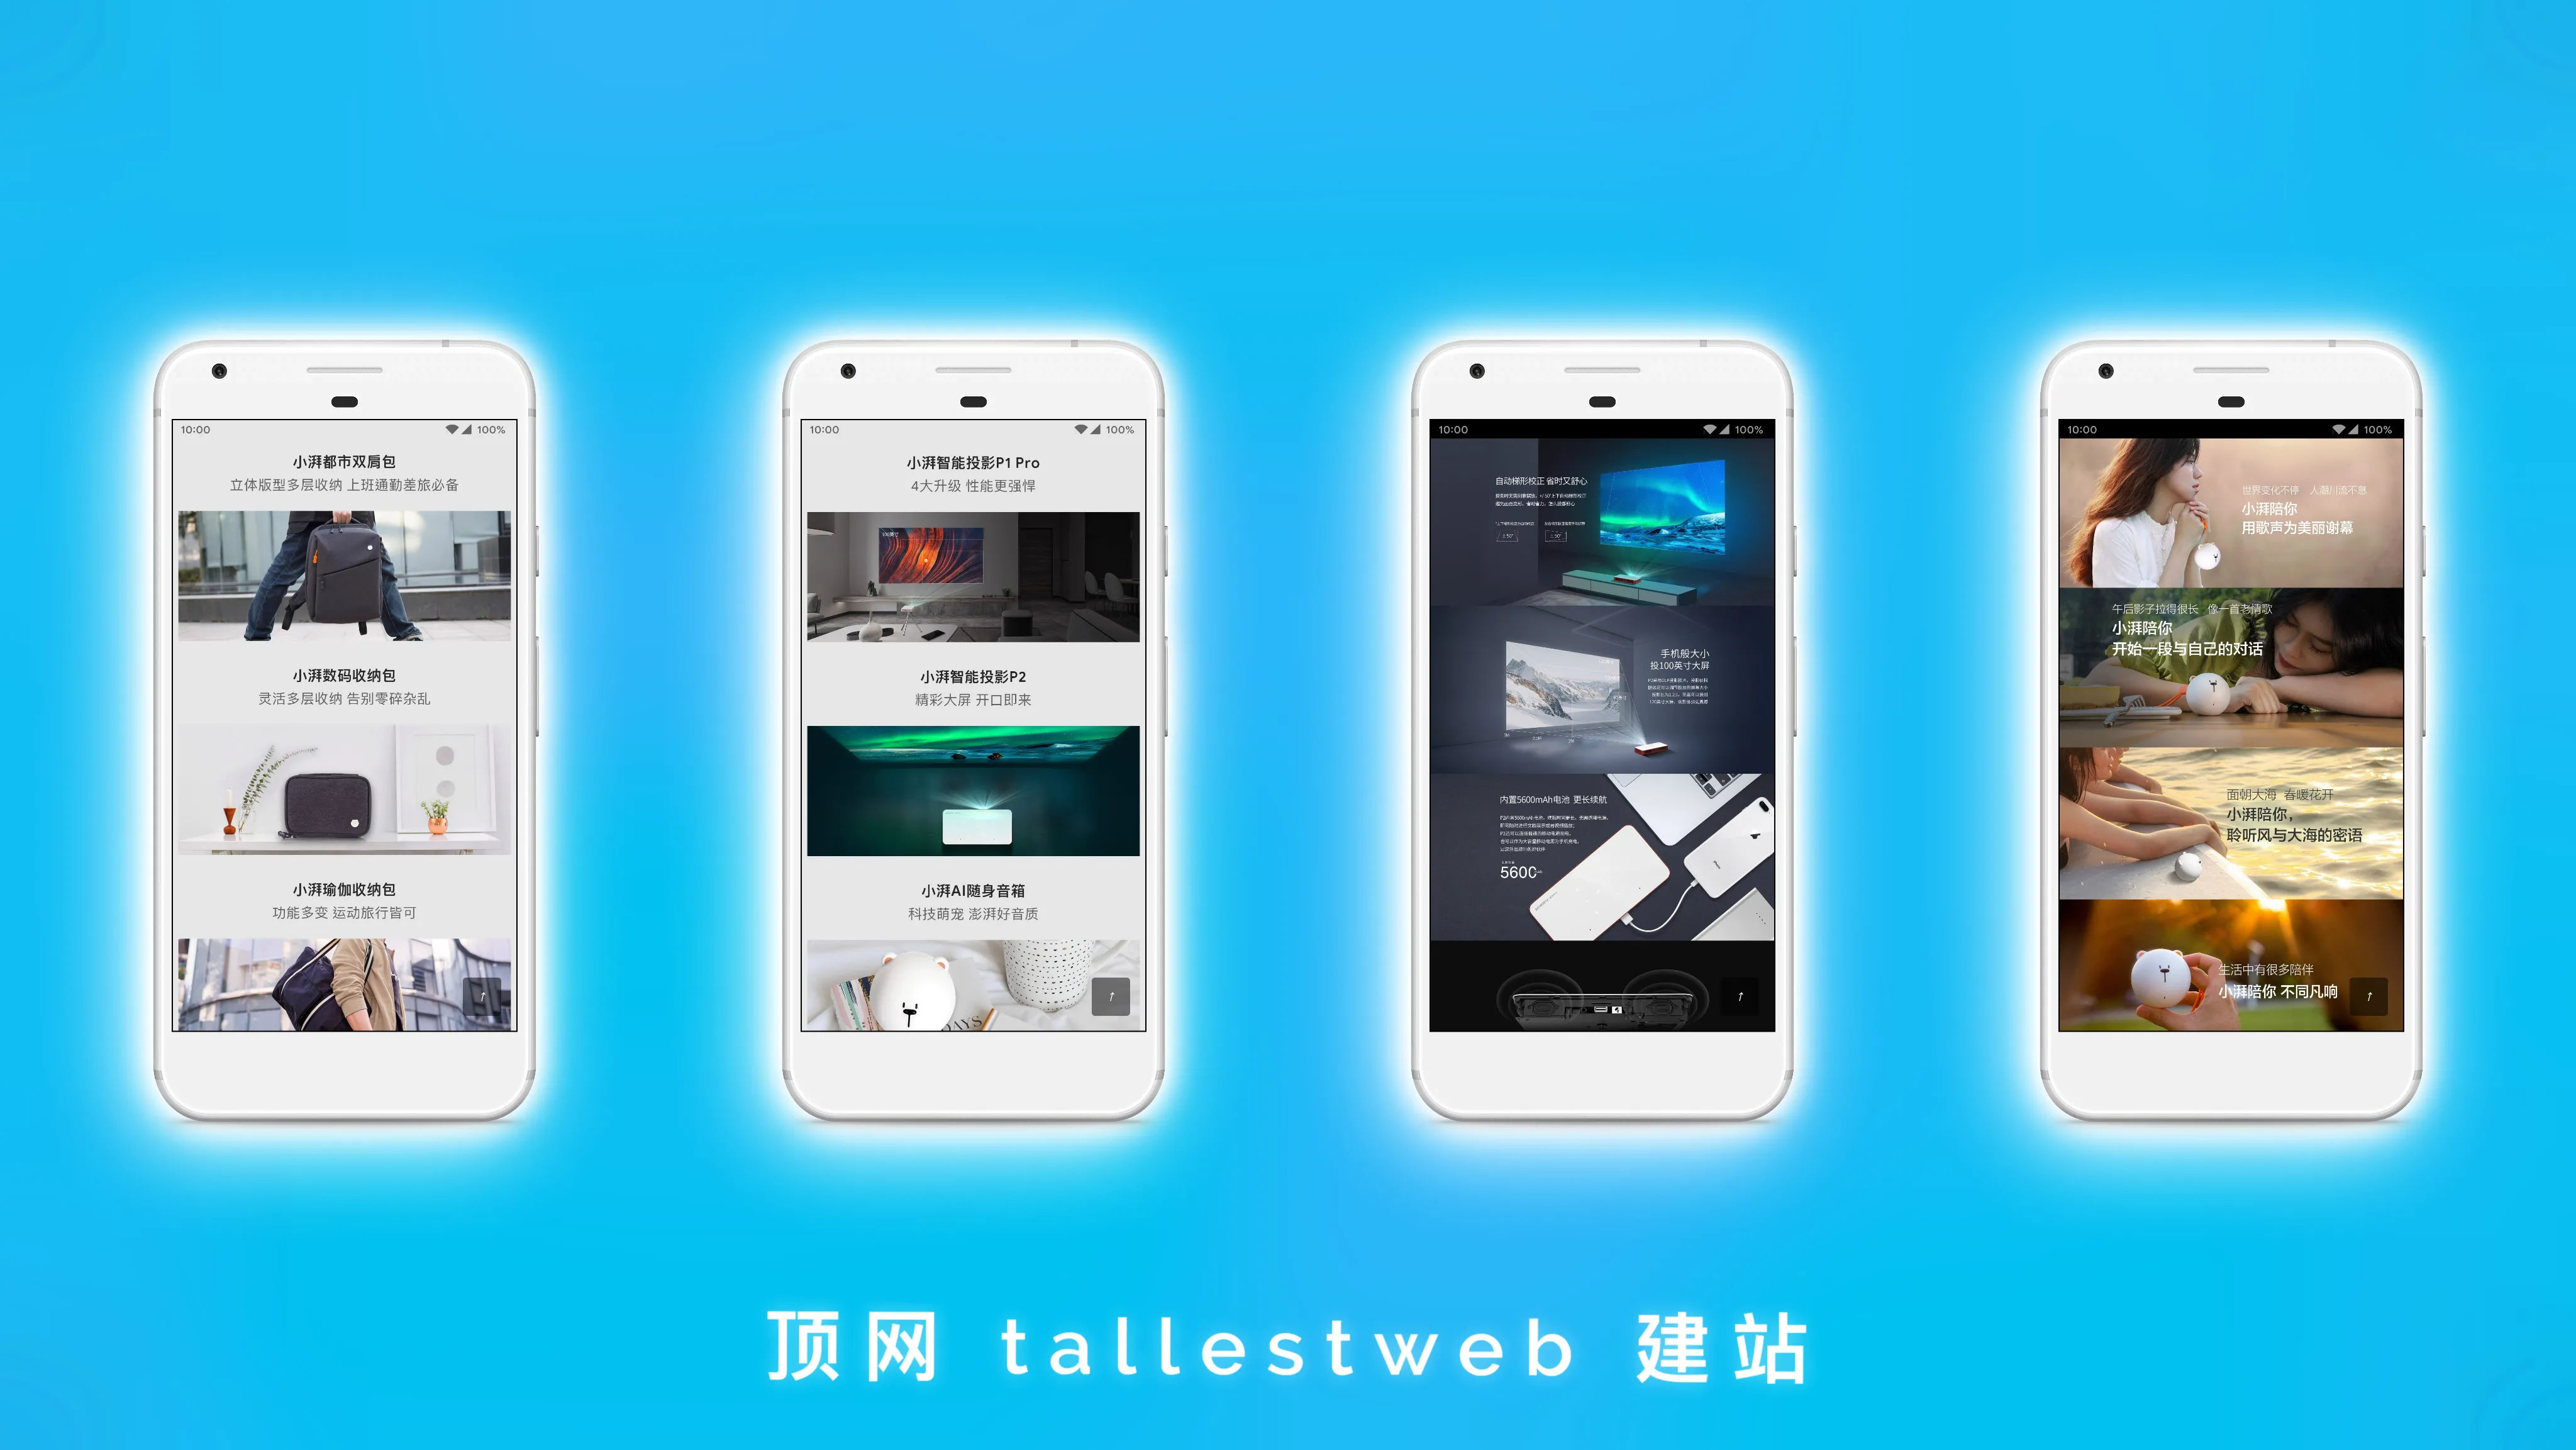 10:00
100%
小湃都市双肩包
立体版型多层收纳 上班通勤差旅必备
小湃数码收纳包
灵活多层收纳 告别零碎杂乱
小湃瑜伽收纳包
功能多变 运动旅行皆可
↑
10:00
100%
小湃智能投影P1 Pro
4大升级 性能更强悍
100英寸
小湃智能投影P2
精彩大屏 开口即来
小湃AI随身音箱
科技萌宠 澎湃好音质
DAYS
↑
10:00
100%
自动梯形校正 省时又舒心
手机般大小
投100英寸大屏
内置5600mAh电池 更长续航
5600
↑
10:00
100%
世界变化不停 人潮川流不息
小湃陪你
用歌声为美丽谢幕
午后影子拉得很长 像一首老情歌
小湃陪你
开始一段与自己的对话
面朝大海 春暖花开
小湃陪你，
聆听风与大海的密语
生活中有很多陪伴
小湃陪你 不同凡响
↑
顶网 tallestweb 建站